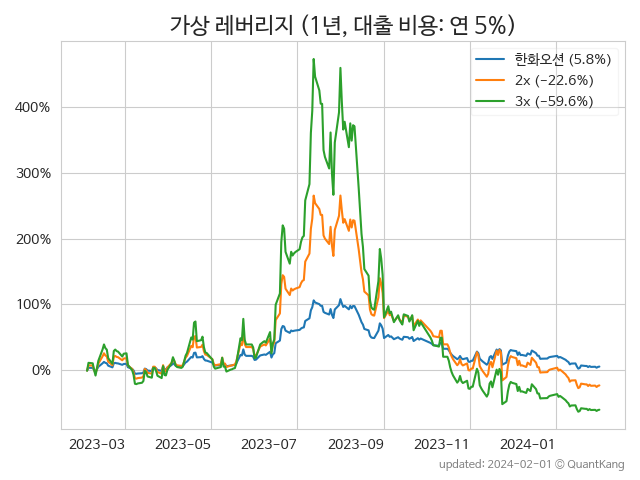 가상 레버리지 (1년, 대출 비용: 연 5%)
한화오션 (5.8%)
2x (−22.6%)
3x (−59.6%)
400%
300%
200%
100%
0%
2023-03 2023-05 2023-07 2023-09 2023-11 2024-01
updated: 2024-02-01 © QuantKang